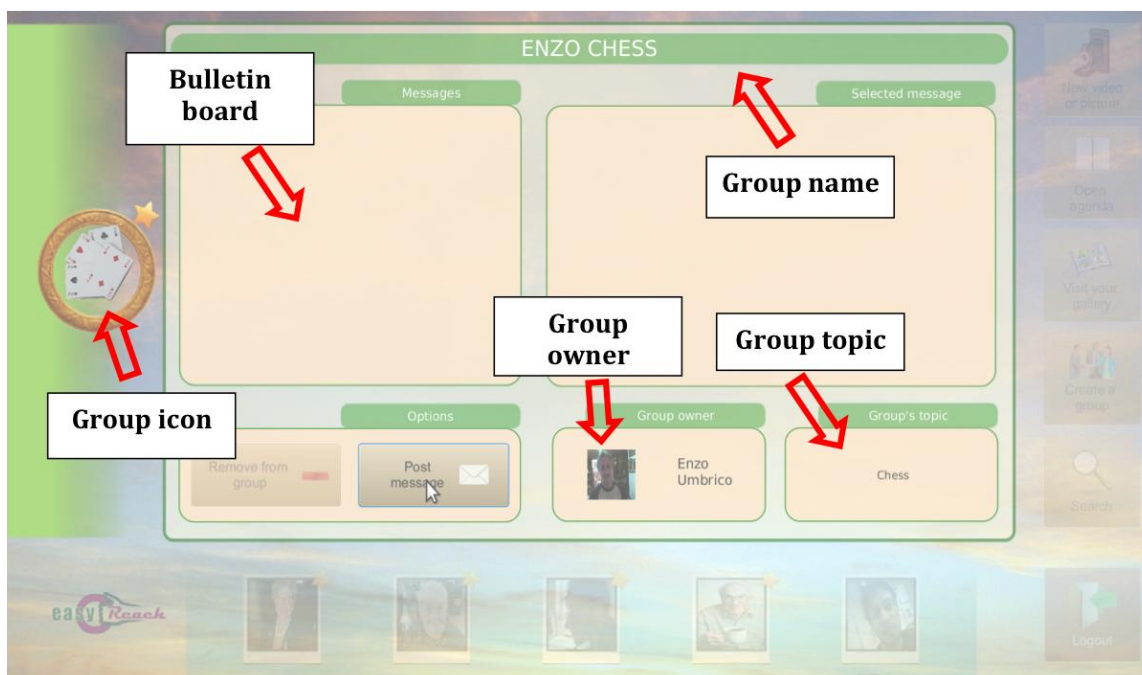 ENZO CHESS
Bulletin
board
Messages
Selected message
Group name
Group
owner
Group topic
Group icon
Options
Group owner
Group's topic
Remove from
group
Post
message
Enzo
Umbrico
Chess
New video
or picture
Open
agenda
Visit your
gallery
Create a
group
Search
easyReach
Logout